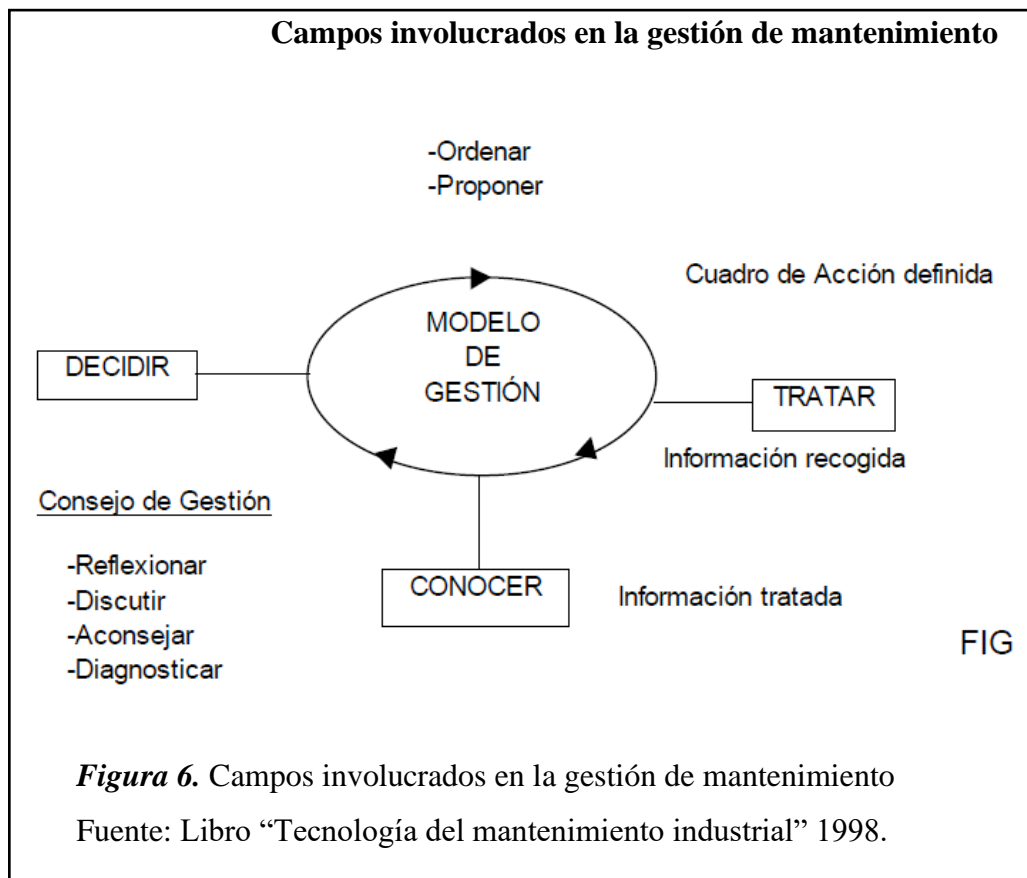 Campos involucrados en la gestión de mantenimiento
-Ordenar
-Proponer
Cuadro de Acción definida
MODELO
DE
GESTIÓN
DECIDIR
TRATAR
Información recogida
Consejo de Gestión
-Reflexionar
-Discutir
-Aconsejar
-Diagnosticar
CONOCER
Información tratada
FIG
Figura 6. Campos involucrados en la gestión de mantenimiento
Fuente: Libro “Tecnología del mantenimiento industrial” 1998.